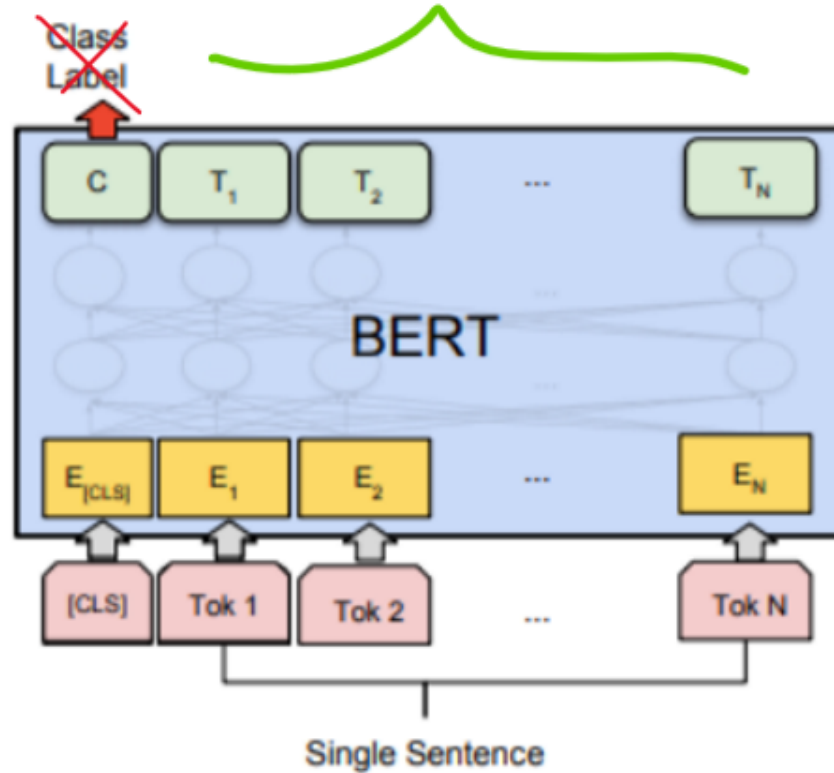 Class
Label
C T1 T2 ... TN
...
BERT
...
E[CLS] E1 E2 ... EN
[CLS] Tok 1 Tok 2 ... Tok N
Single Sentence